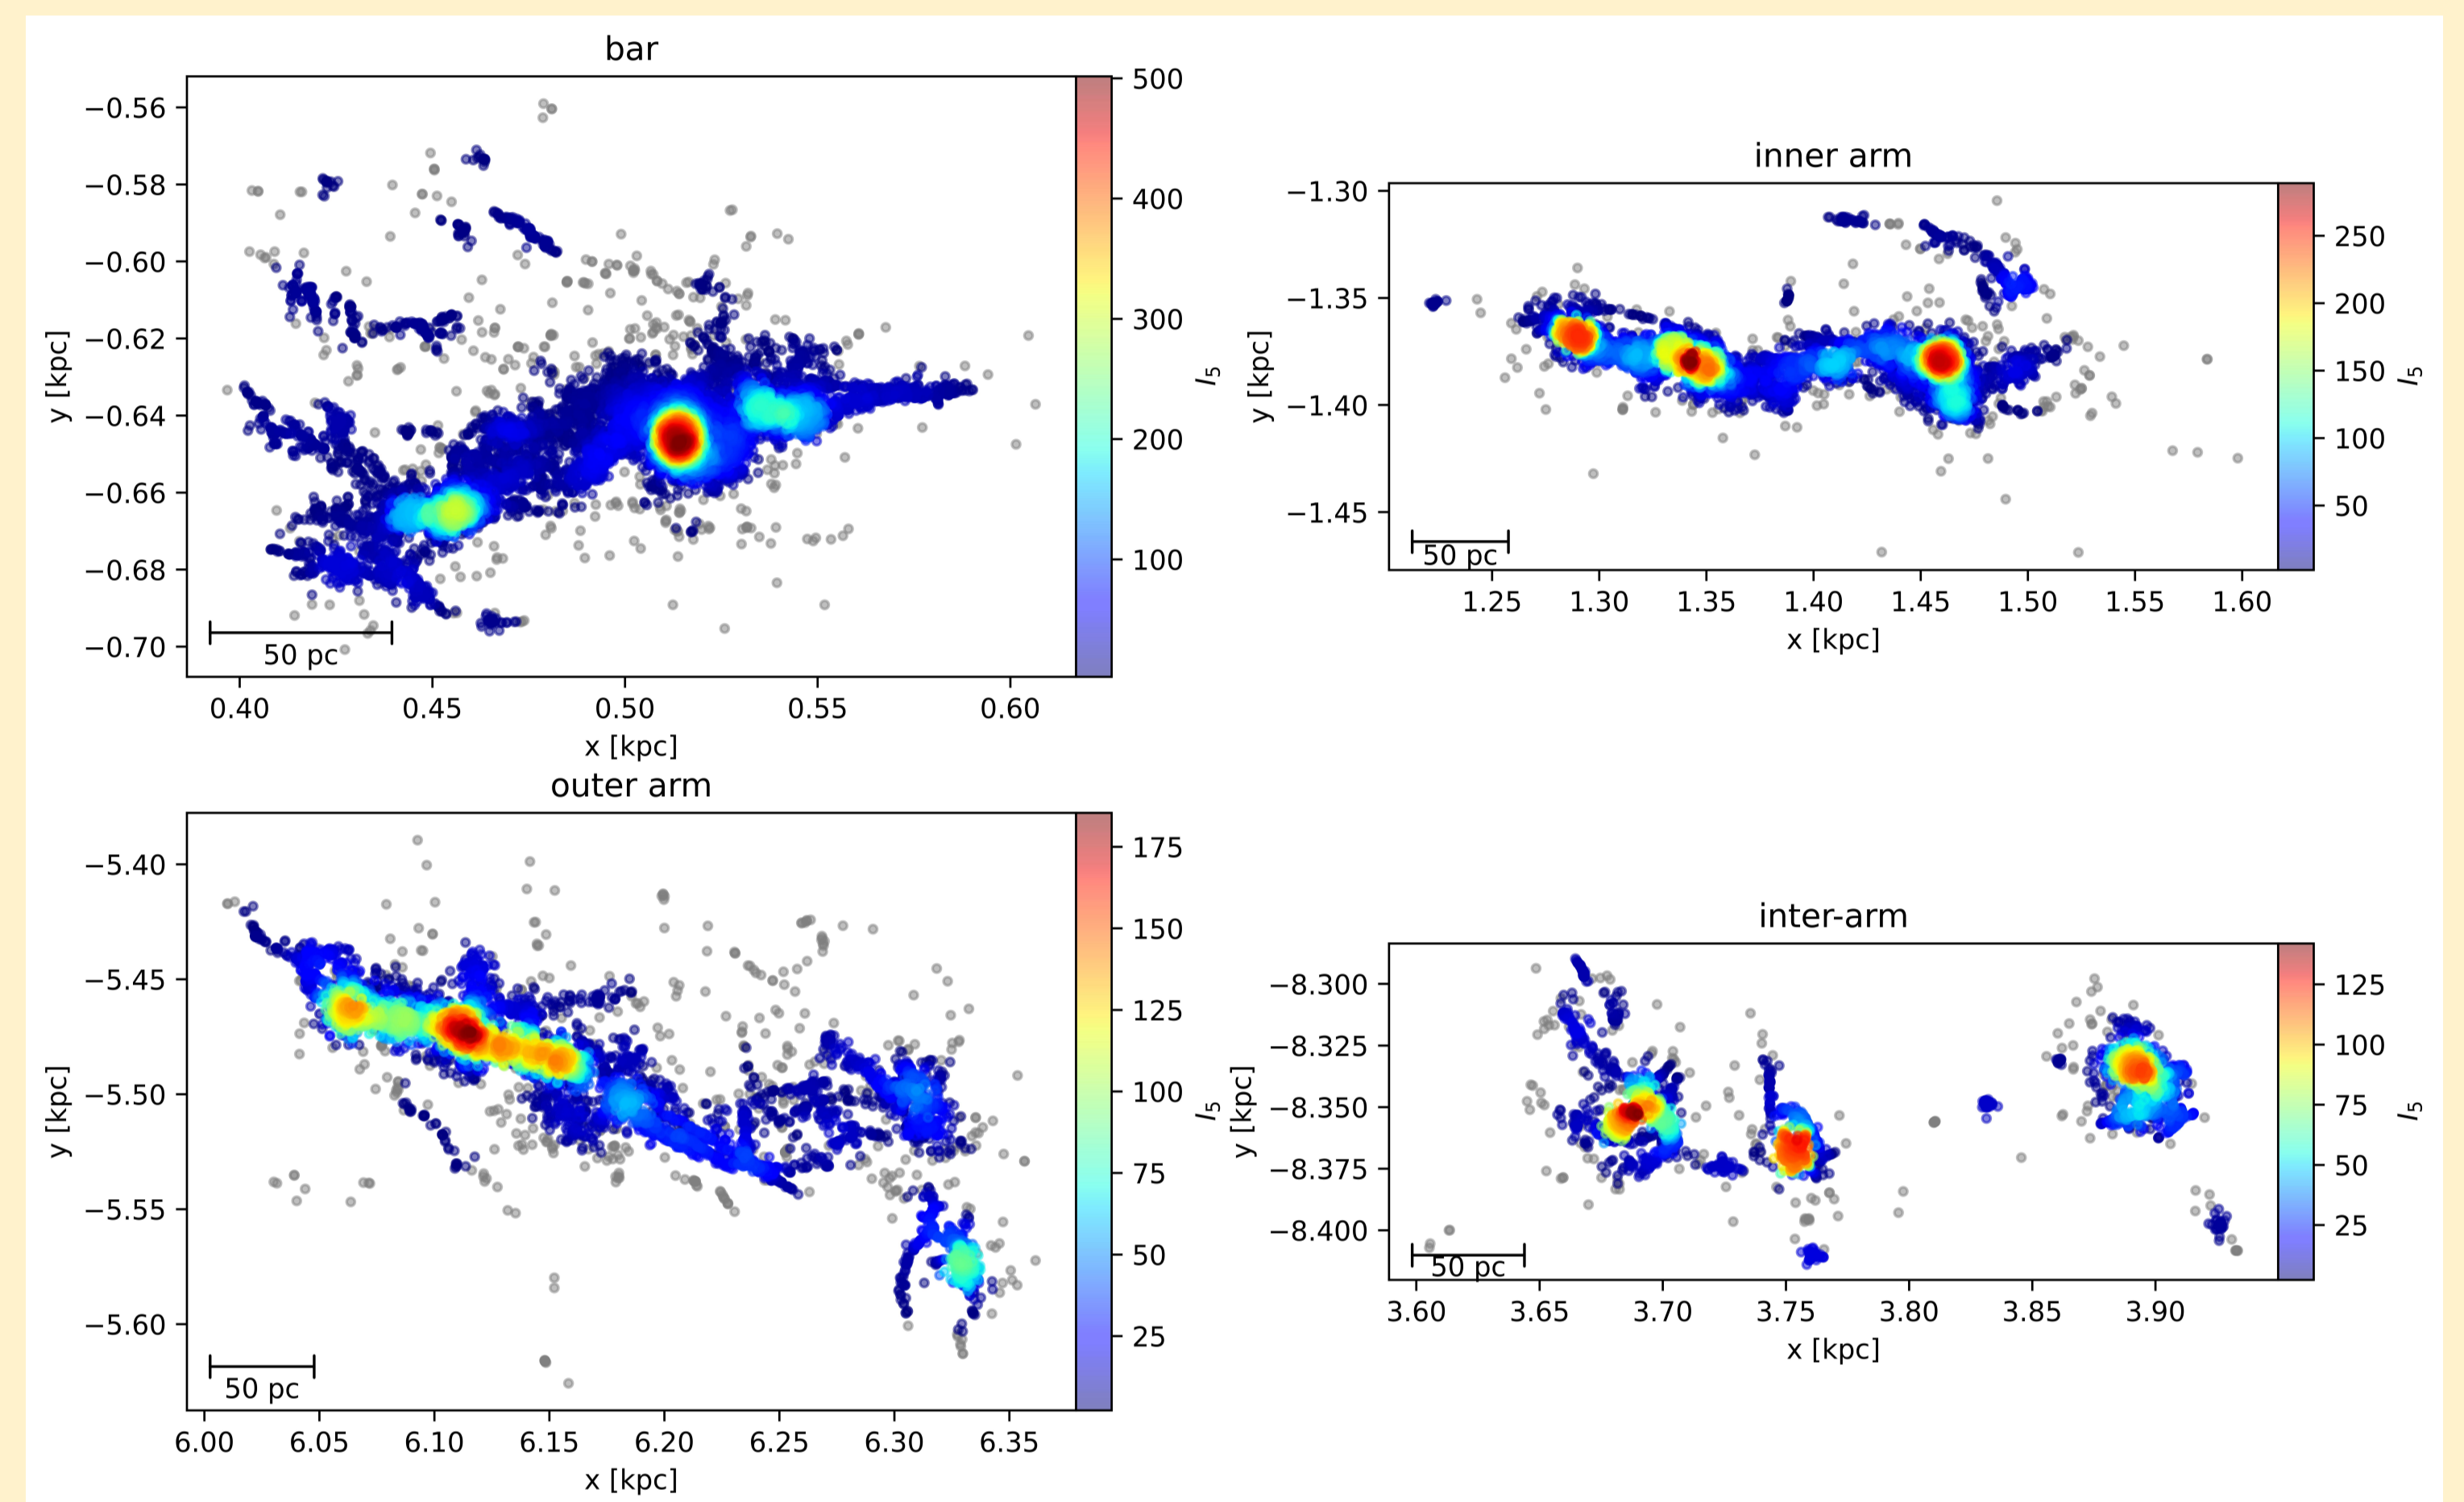 bar
−0.56
−0.58
−0.60
−0.62
−0.64
−0.66
−0.68
−0.70
y [kpc]
50 pc
0.40 0.45 0.50 0.55 0.60
x [kpc]
500
400
300
200
100
I5
inner arm
−1.30
−1.35
−1.40
−1.45
y [kpc]
50 pc
1.25 1.30 1.35 1.40 1.45 1.50 1.55 1.60
x [kpc]
250
200
150
100
50
I5
outer arm
−5.40
−5.45
−5.50
−5.55
−5.60
y [kpc]
50 pc
6.00 6.05 6.10 6.15 6.20 6.25 6.30 6.35
x [kpc]
175
150
125
100
75
50
25
I5
inter-arm
−8.300
−8.325
−8.350
−8.375
−8.400
y [kpc]
50 pc
3.60 3.65 3.70 3.75 3.80 3.85 3.90
x [kpc]
125
100
75
50
25
I5